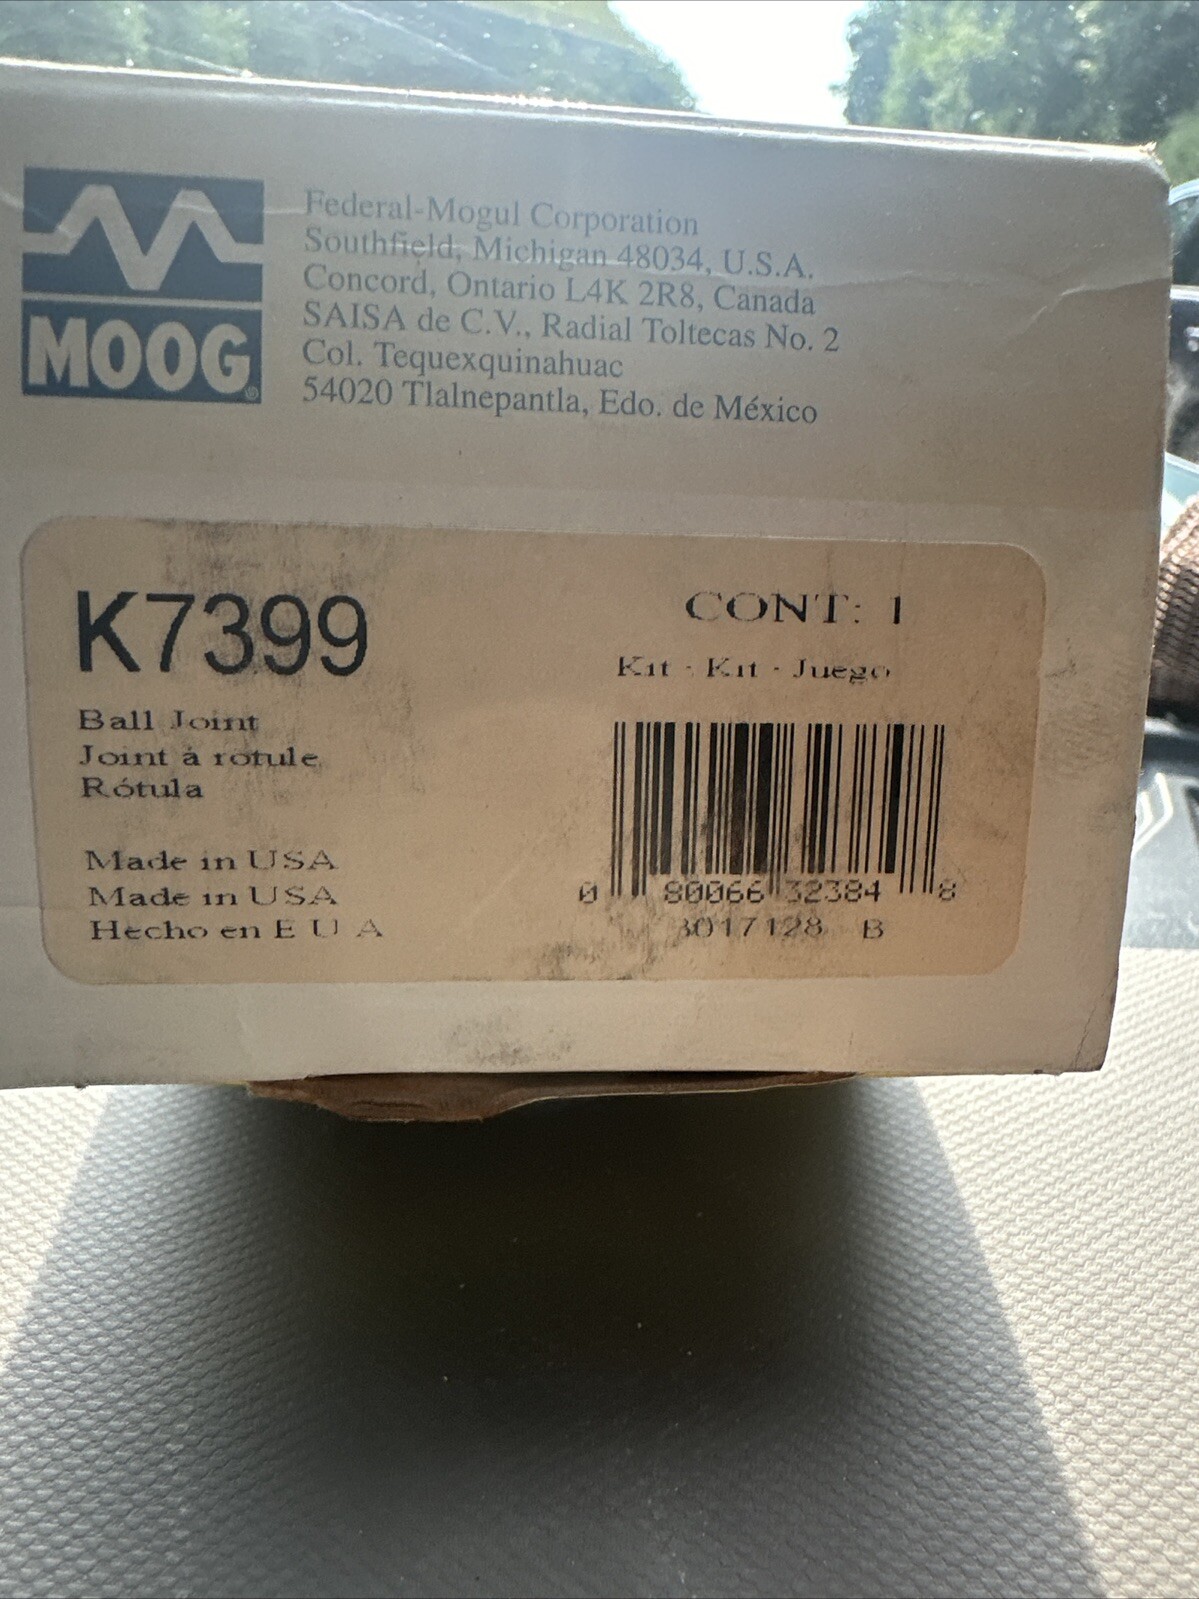 MOOG®
Federal-Mogul Corporation
Southfield, Michigan 48034, U.S.A.
Concord, Ontario L4K 2R8, Canada
SAISA de C.V., Radial Toltecas No. 2
Col. Tequexquinahuac
54020 Tlalnepantla, Edo. de México
K7399
Ball Joint
Joint à rotule
Rótula
Made in USA
Made in USA
Hecho en E U A
CONT: 1
Kit - Kit - Juego
0 80066 32384 8
3017128 B